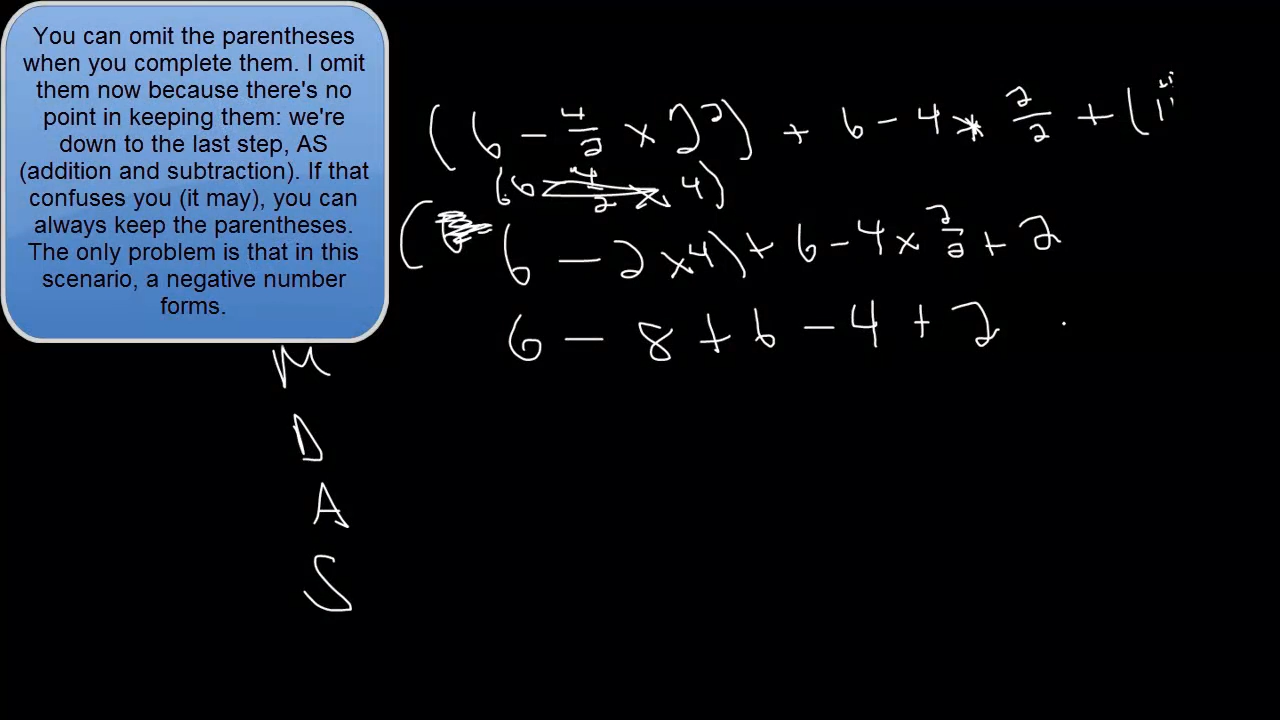 You can omit the parentheses
when you complete them. I omit
them now because there's no
point in keeping them: we're
down to the last step, AS
(addition and subtraction). If that
confuses you (it may), you can
always keep the parentheses.
The only problem is that in this
scenario, a negative number
forms.
(6 - 4/2 × 2²) + 6 - 4 * 2/2 + (1
(6 4/2 × 4)
( 6 - 2 × 4) + 6 - 4 × 2/2 + 2
6 - 8 + 6 - 4 + 2
M
D
A
S